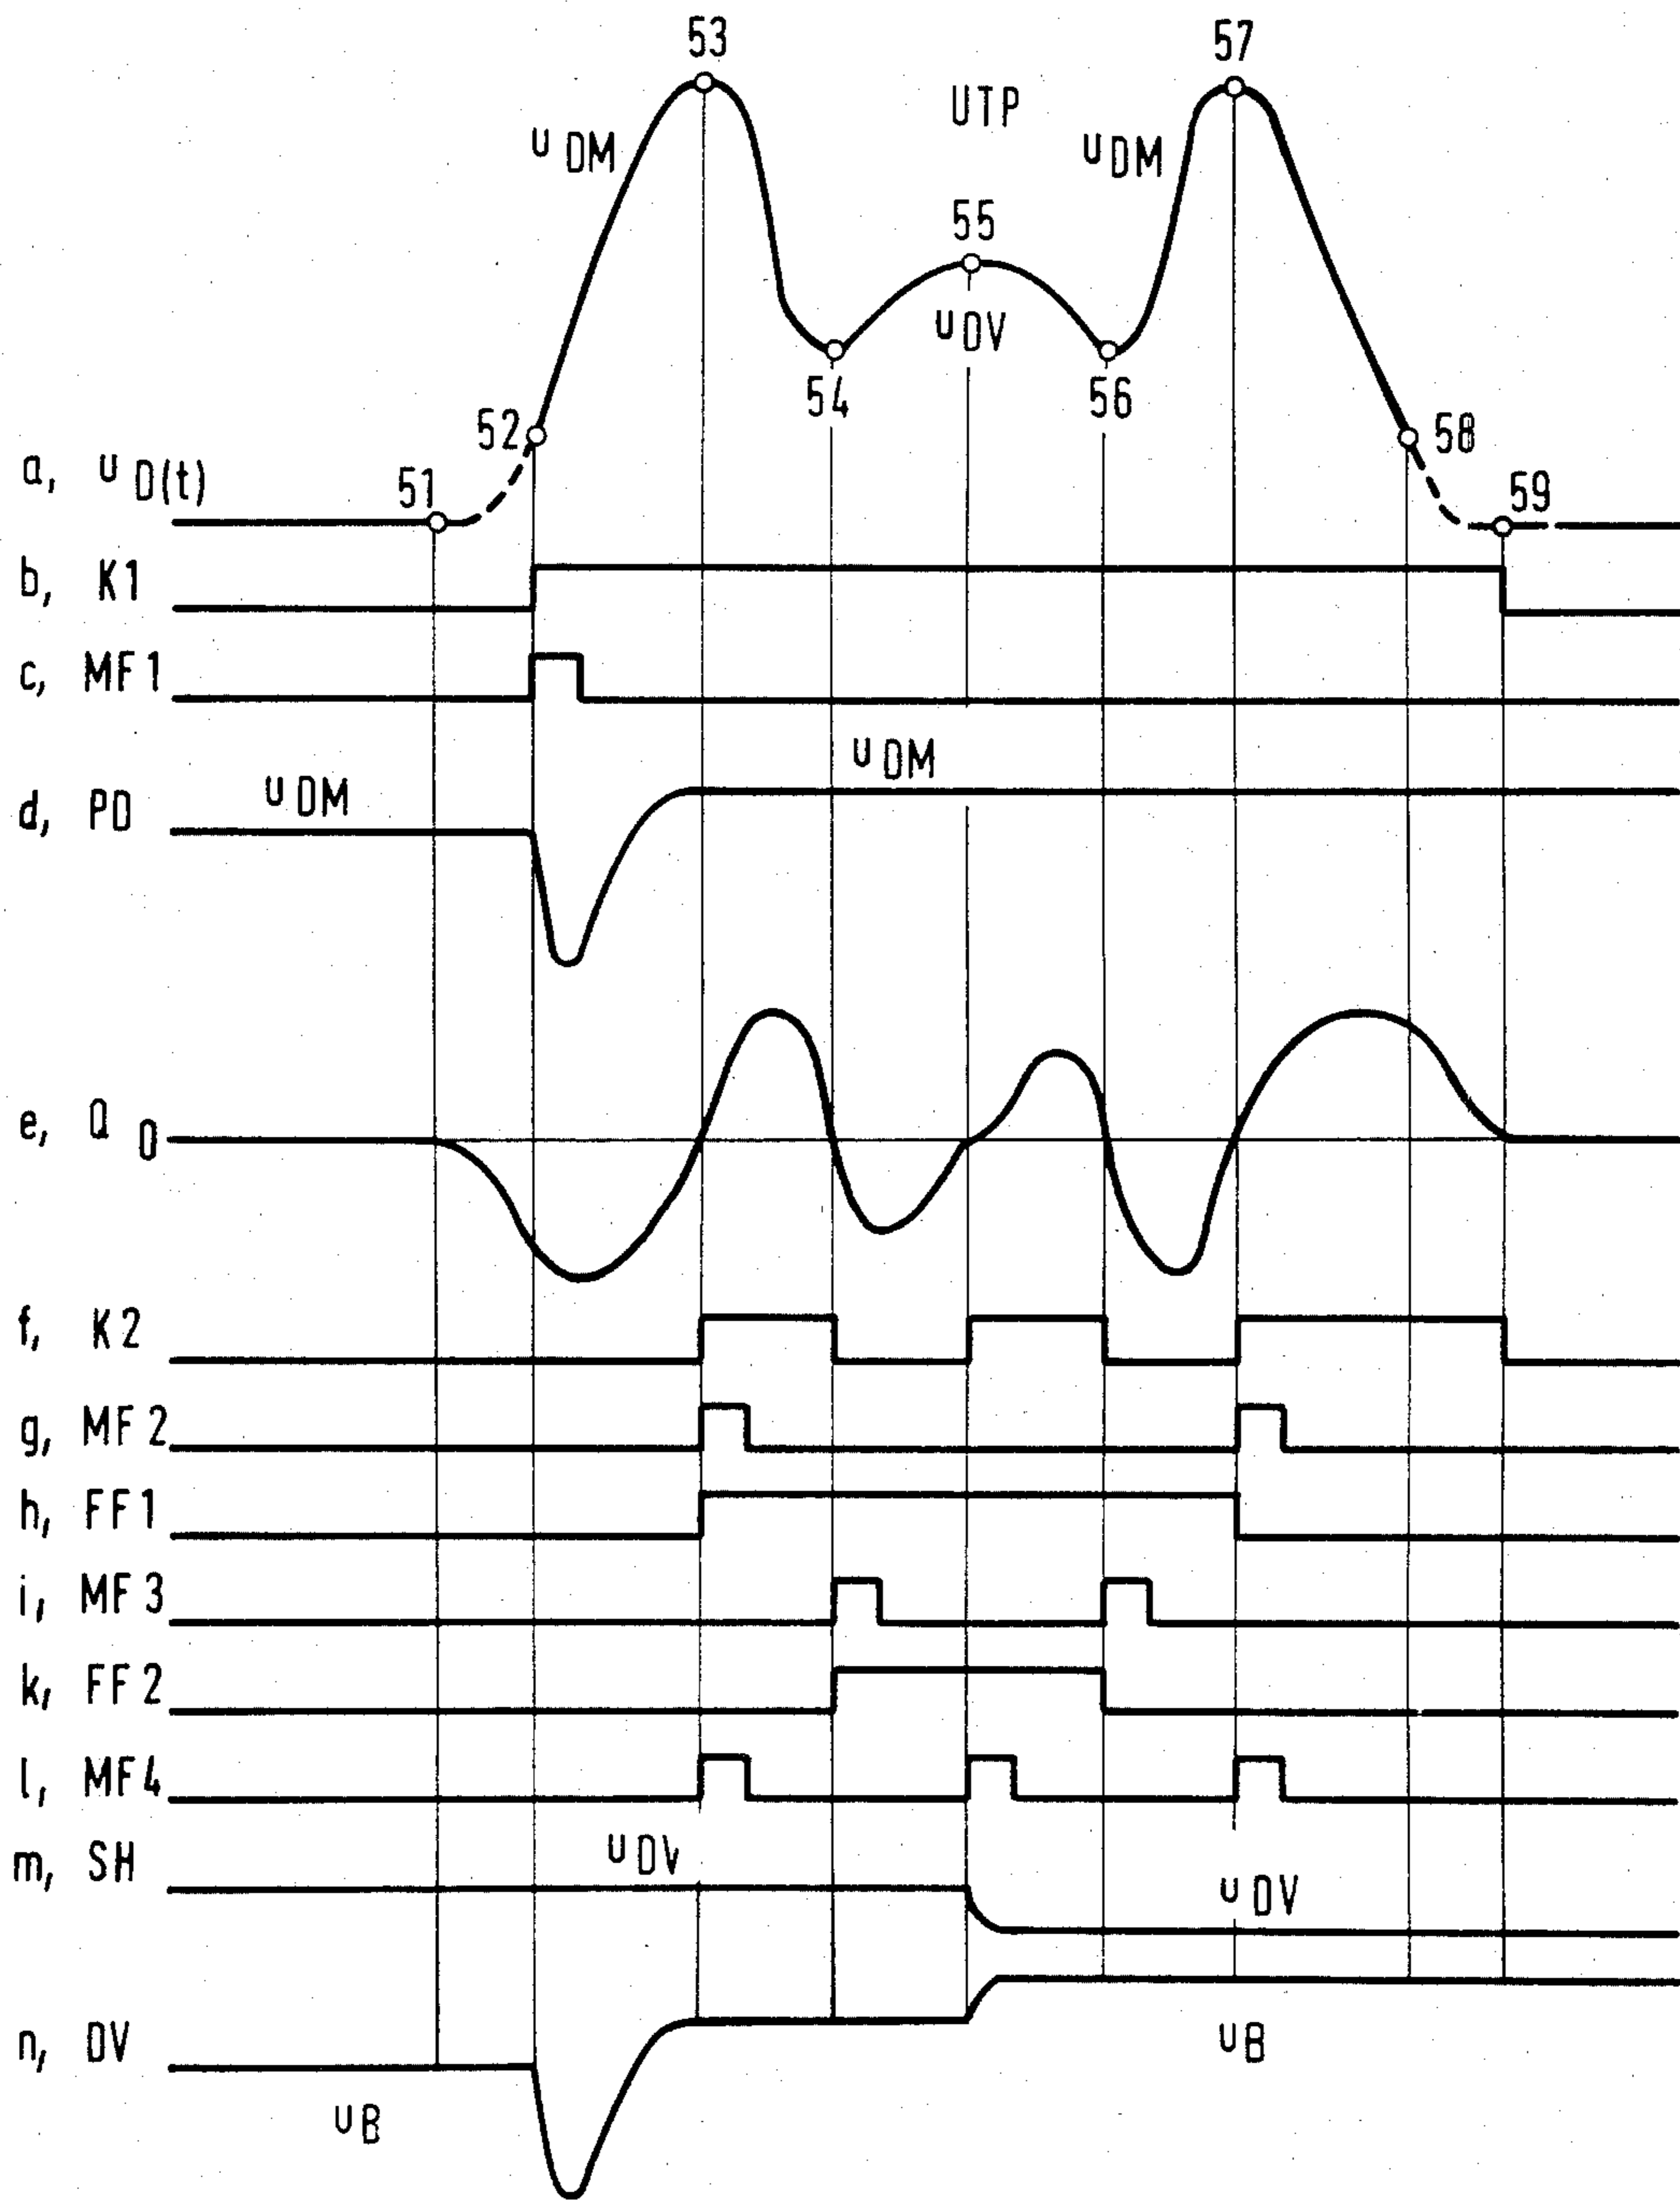 53
57
UTP
u DM
u DM
55
u DV
54
56
52
58
a, u D(t)
51
59
b, K1
c, MF1
u DM
u DM
d, PD
e, Q 0
f, K2
g, MF2
h, FF1
i, MF3
k, FF2
l, MF4
u DV
m, SH
u DV
n, DV
u B
u B